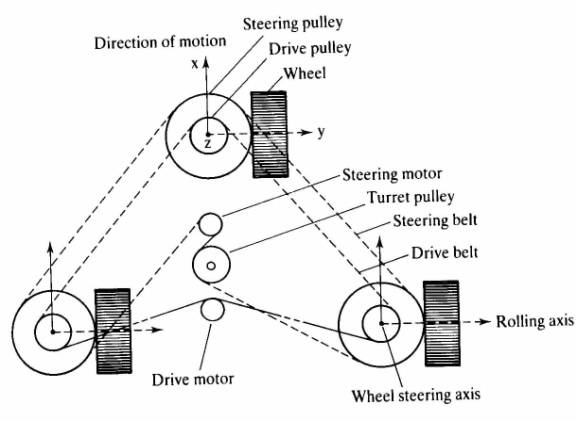 Steering pulley
Direction of motion
Drive pulley
x
Wheel
z
y
Steering motor
Turret pulley
Steering belt
Drive belt
Rolling axis
Drive motor
Wheel steering axis